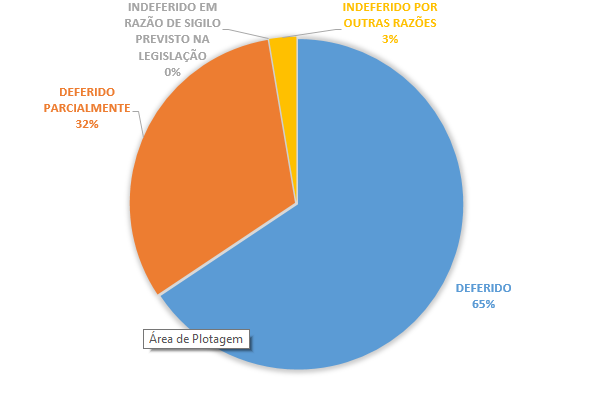 INDEFERIDO EM
RAZÃO DE SIGILO
PREVISTO NA
LEGISLAÇÃO
0%
INDEFERIDO POR
OUTRAS RAZÕES
3%
DEFERIDO
PARCIALMENTE
32%
DEFERIDO
65%
Área de Plotagem